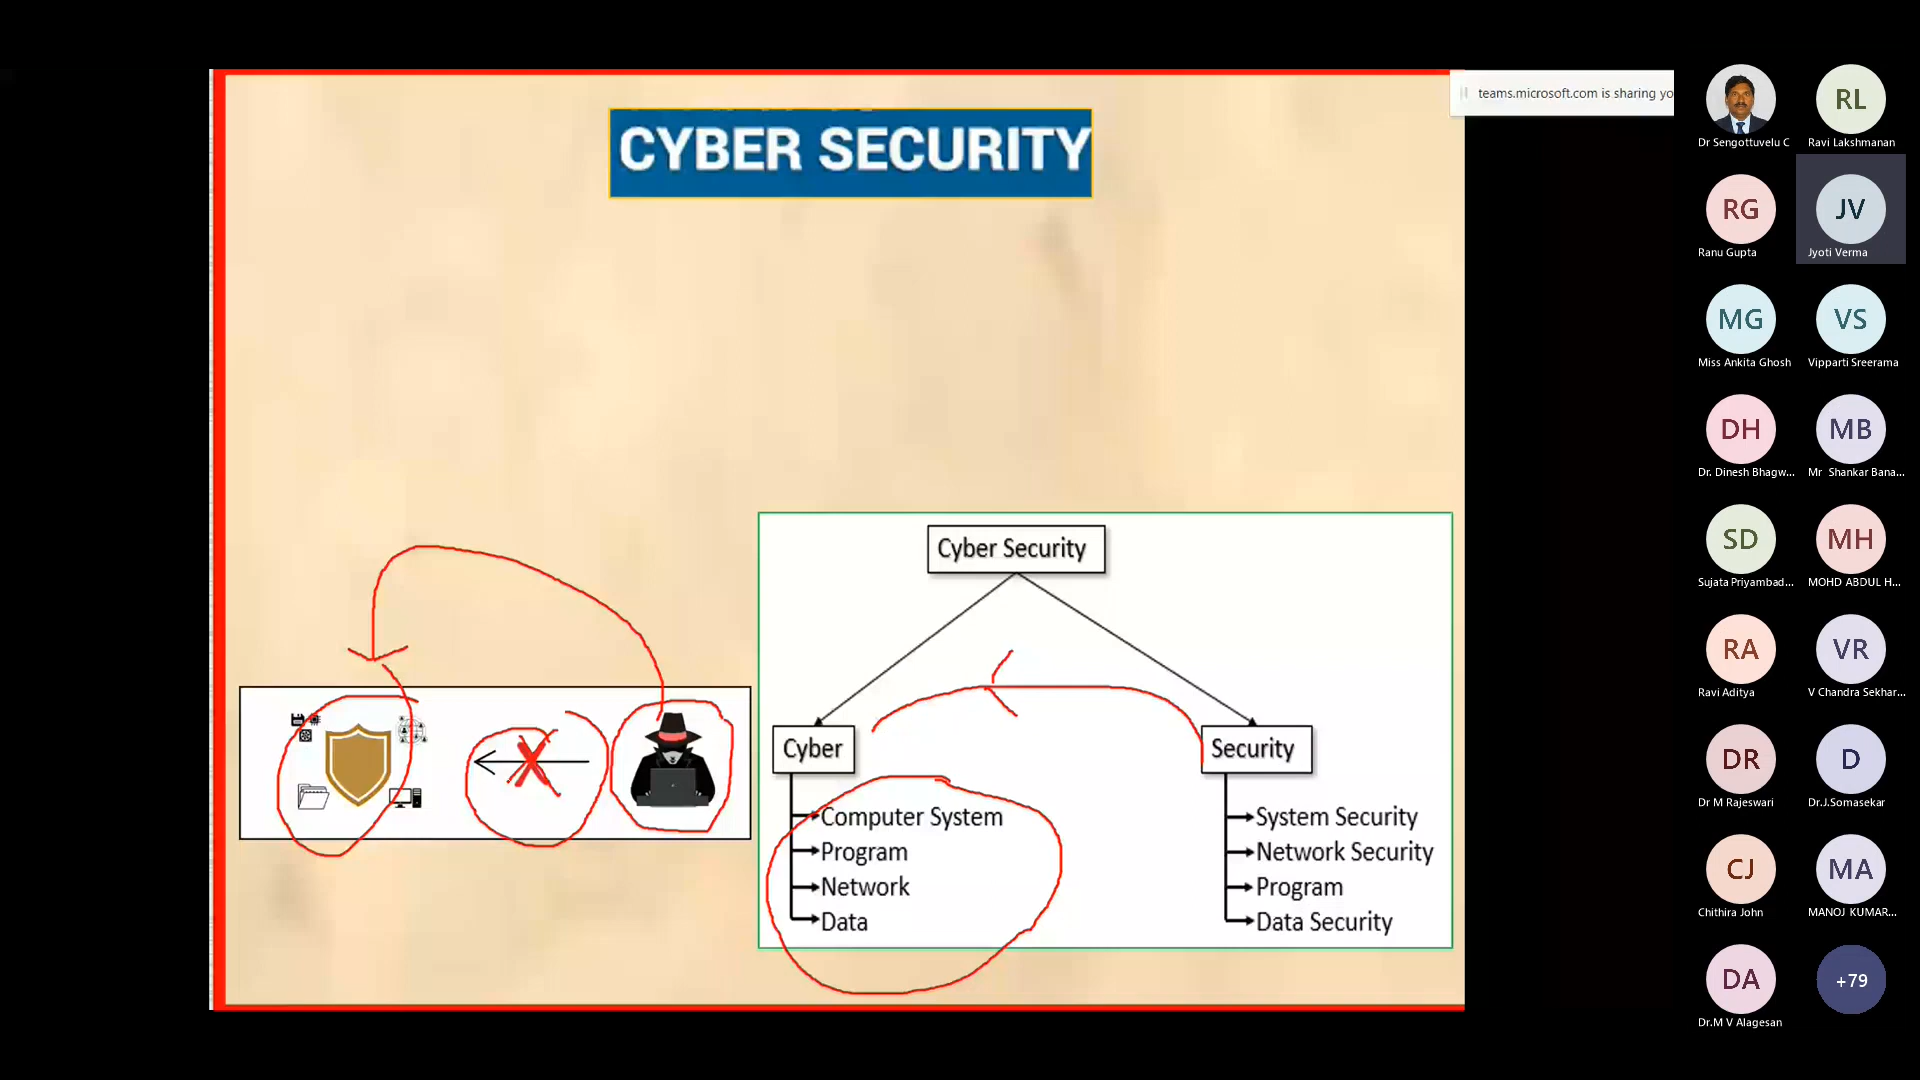 CYBER SECURITY
teams.microsoft.com is sharing yo
Cyber Security
Cyber
Security
Computer System
Program
Network
Data
System Security
Network Security
Program
Data Security
Dr Sengottuvelu C
RL
Ravi Lakshmanan
RG
Ranu Gupta
JV
Jyoti Verma
MG
Miss Ankita Ghosh
VS
Vipparti Sreerama
DH
Dr. Dinesh Bhagw...
MB
Mr Shankar Bana...
SD
Sujata Priyambad...
MH
MOHD ABDUL H...
RA
Ravi Aditya
VR
V Chandra Sekhar...
DR
Dr M Rajeswari
D
Dr.J.Somasekar
CJ
Chithira John
MA
MANOJ KUMAR...
DA
Dr.M V Alagesan
+79